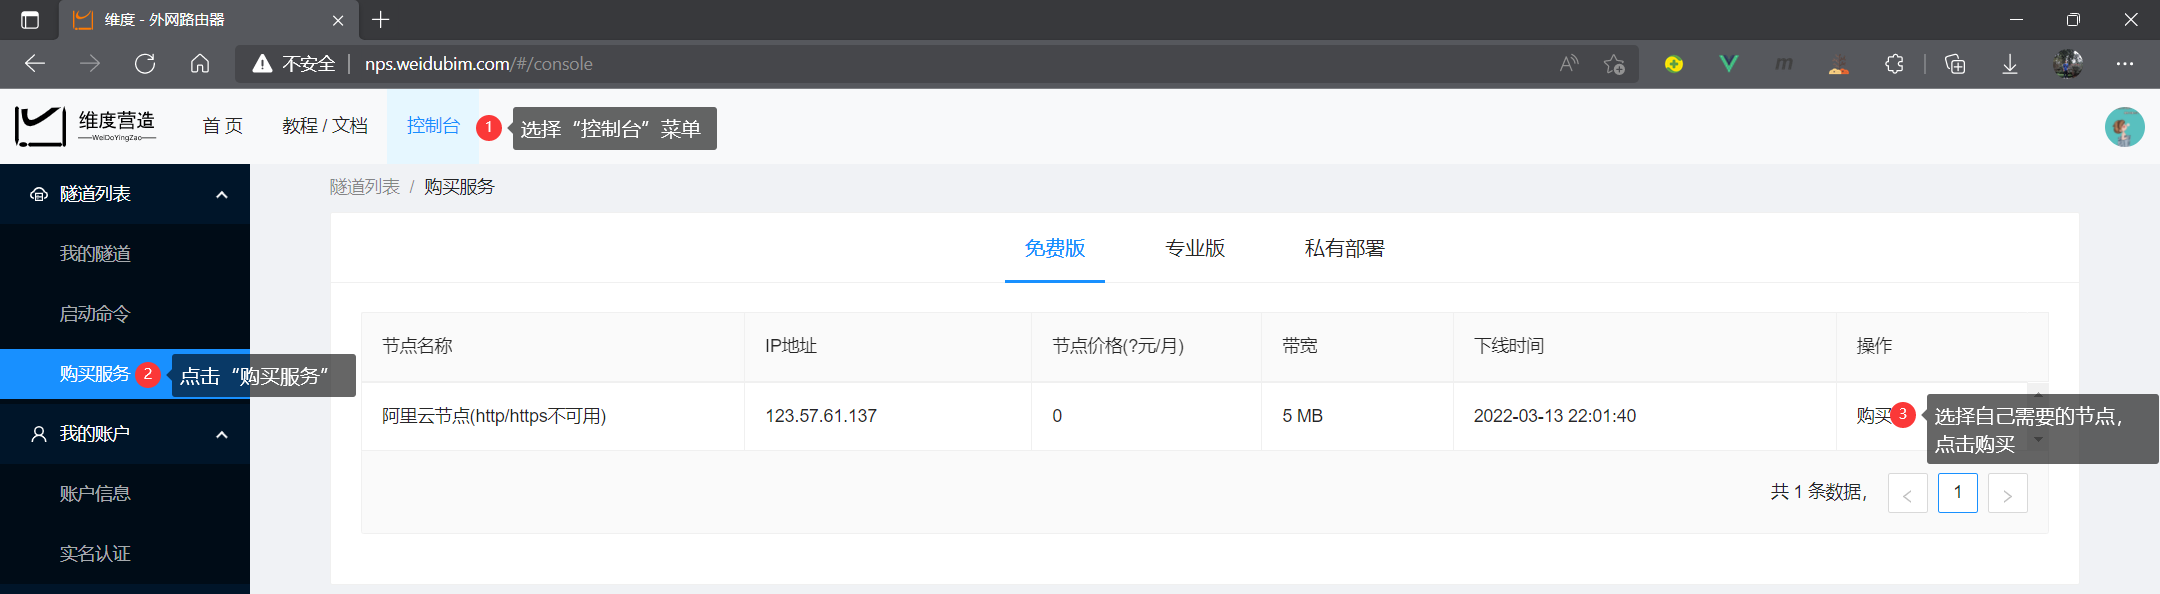 维度 - 外网路由器
不安全 nps.weidubim.com/#/console
维度营造
—WeiDoYingZao—
首 页
教程 / 文档
控制台
1
选择“控制台”菜单
隧道列表
我的隧道
启动命令
购买服务
2
点击“购买服务”
我的账户
账户信息
实名认证
隧道列表 / 购买服务
免费版 专业版 私有部署
节点名称 IP地址 节点价格(?元/月) 带宽 下线时间 操作
阿里云节点(http/https不可用) 123.57.61.137 0 5 MB 2022-03-13 22:01:40 购买
3
选择自己需要的节点，
点击购买
共 1 条数据， < 1 >